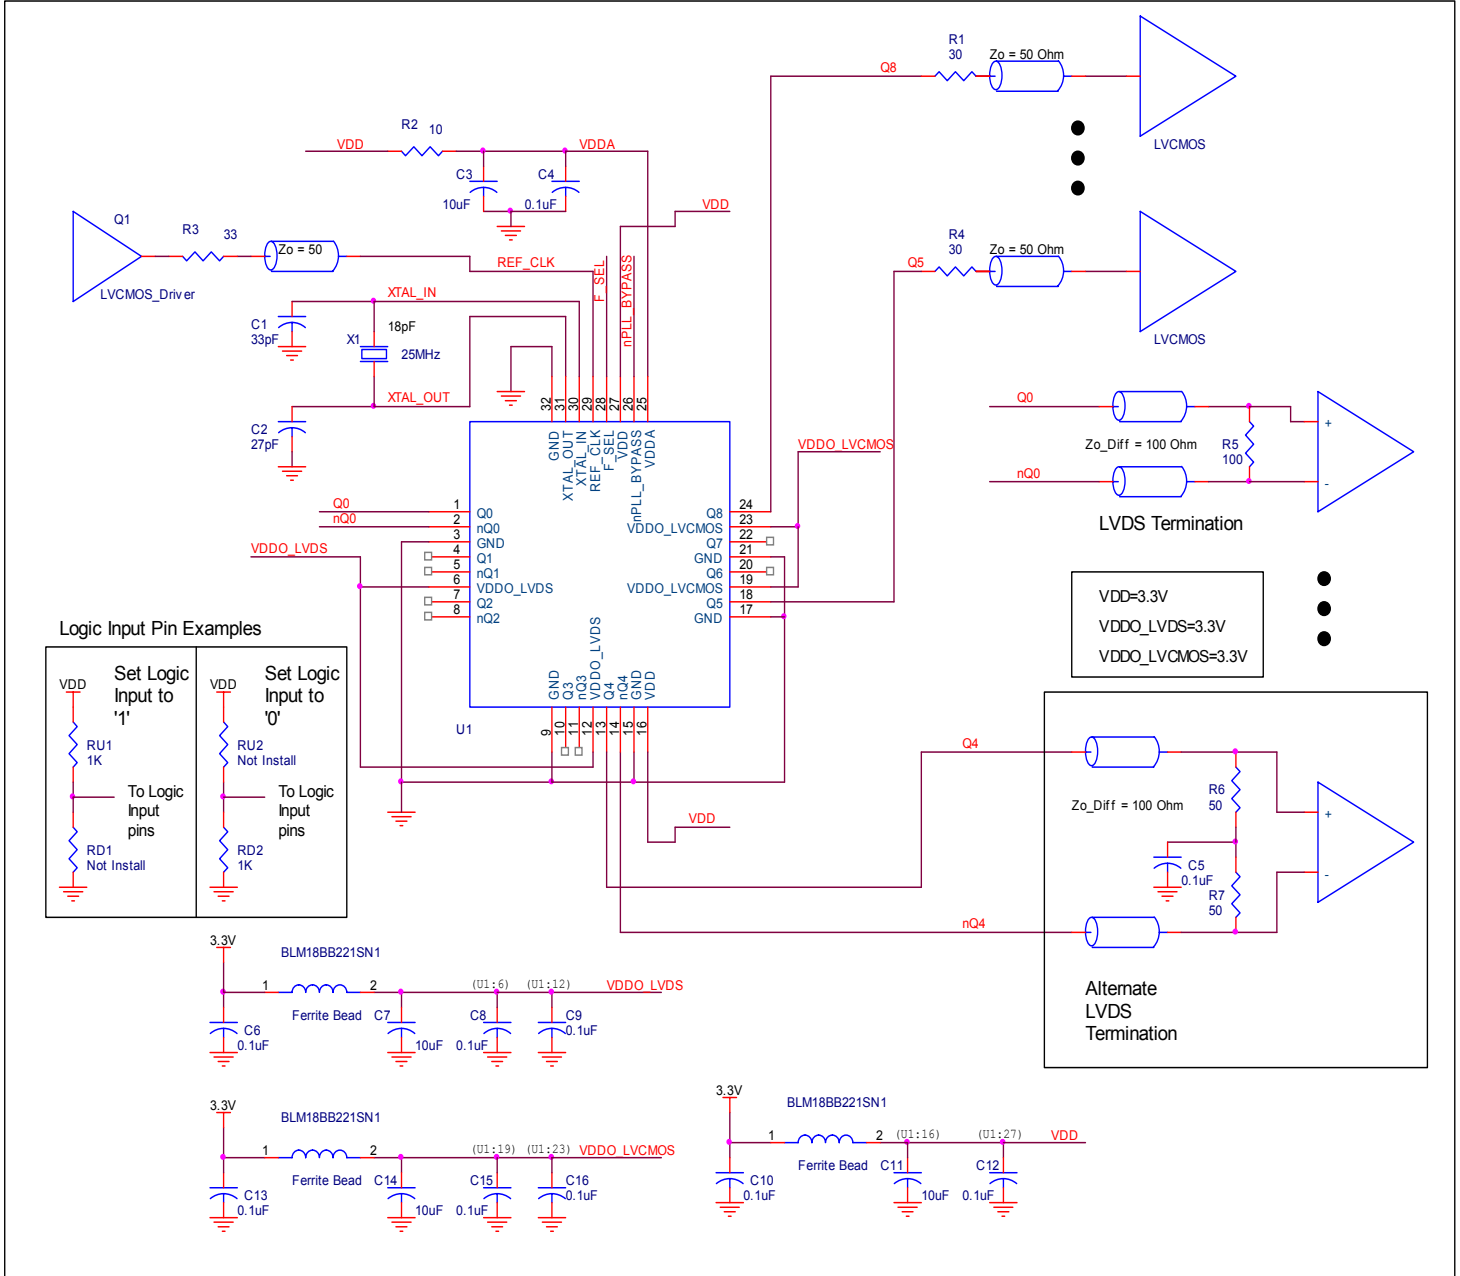 R1
30
Zo = 50 Ohm
Q8
LVCMOS
R2
10
VDD
VDDA
C3
10uF
C4
0.1uF
VDD
Q1
R3
33
Zo = 50
REF_CLK
LVCMOS_Driver
F_SEL
nPLL_BYPASS
R4
30
Zo = 50 Ohm
Q5
LVCMOS
XTAL_IN
C1
33pF
18pF
X1
25MHz
XTAL_OUT
C2
27pF
32
31
30
29
28
27
26
25
GND
XTAL_OUT
XTAL_IN
REF_CLK
F_SEL
VDD
nPLL_BYPASS
VDDA
VDDO_LVCMOS
Q0
nQ0
Zo_Diff = 100 Ohm
R5
100
+
-
LVDS Termination
Q0
nQ0
VDDO_LVDS
1
2
3
4
5
6
7
8
Q0
nQ0
GND
Q1
nQ1
VDDO_LVDS
Q2
nQ2
Q8
VDDO_LVCMOS
Q7
GND
Q6
VDDO_LVCMOS
Q5
GND
24
23
22
21
20
19
18
17
GND
Q3
nQ3
VDDO_LVDS
Q4
nQ4
GND
VDD
9
10
11
12
13
14
15
16
U1
VDD
VDD=3.3V
VDDO_LVDS=3.3V
VDDO_LVCMOS=3.3V
Logic Input Pin Examples
VDD
Set Logic
Input to
'1'
RU1
1K
To Logic
Input
pins
RD1
Not Install
VDD
Set Logic
Input to
'0'
RU2
Not Install
To Logic
Input
pins
RD2
1K
Q4
nQ4
Zo_Diff = 100 Ohm
R6
50
C5
0.1uF
R7
50
+
-
Alternate
LVDS
Termination
3.3V
BLM18BB221SN1
1
2
(U1:6)
(U1:12)
VDDO_LVDS
Ferrite Bead
C6
0.1uF
C7
10uF
C8
0.1uF
C9
0.1uF
3.3V
BLM18BB221SN1
1
2
(U1:19)
(U1:23)
VDDO_LVCMOS
Ferrite Bead
C13
0.1uF
C14
10uF
C15
0.1uF
C16
0.1uF
3.3V
BLM18BB221SN1
1
2
(U1:16)
(U1:27)
VDD
Ferrite Bead
C10
0.1uF
C11
10uF
C12
0.1uF